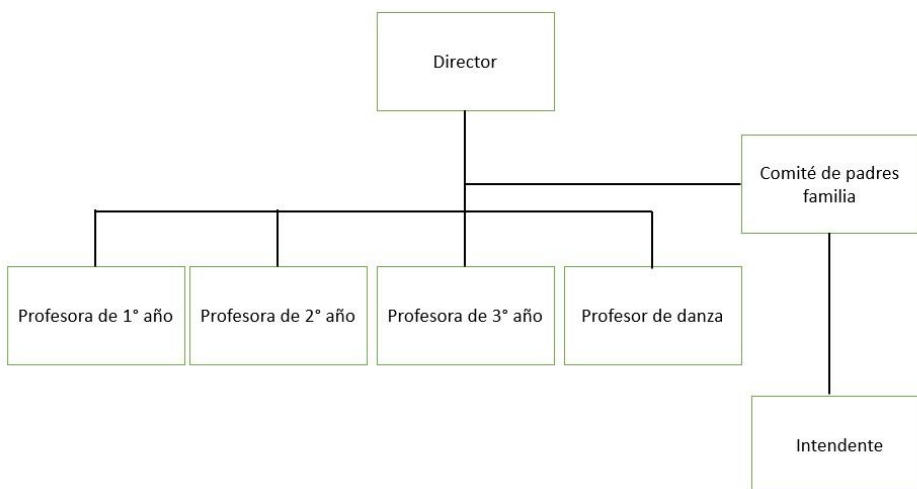 Director
Comité de padres
familia
Profesora de 1° año
Profesora de 2° año
Profesora de 3° año
Profesor de danza
Intendente